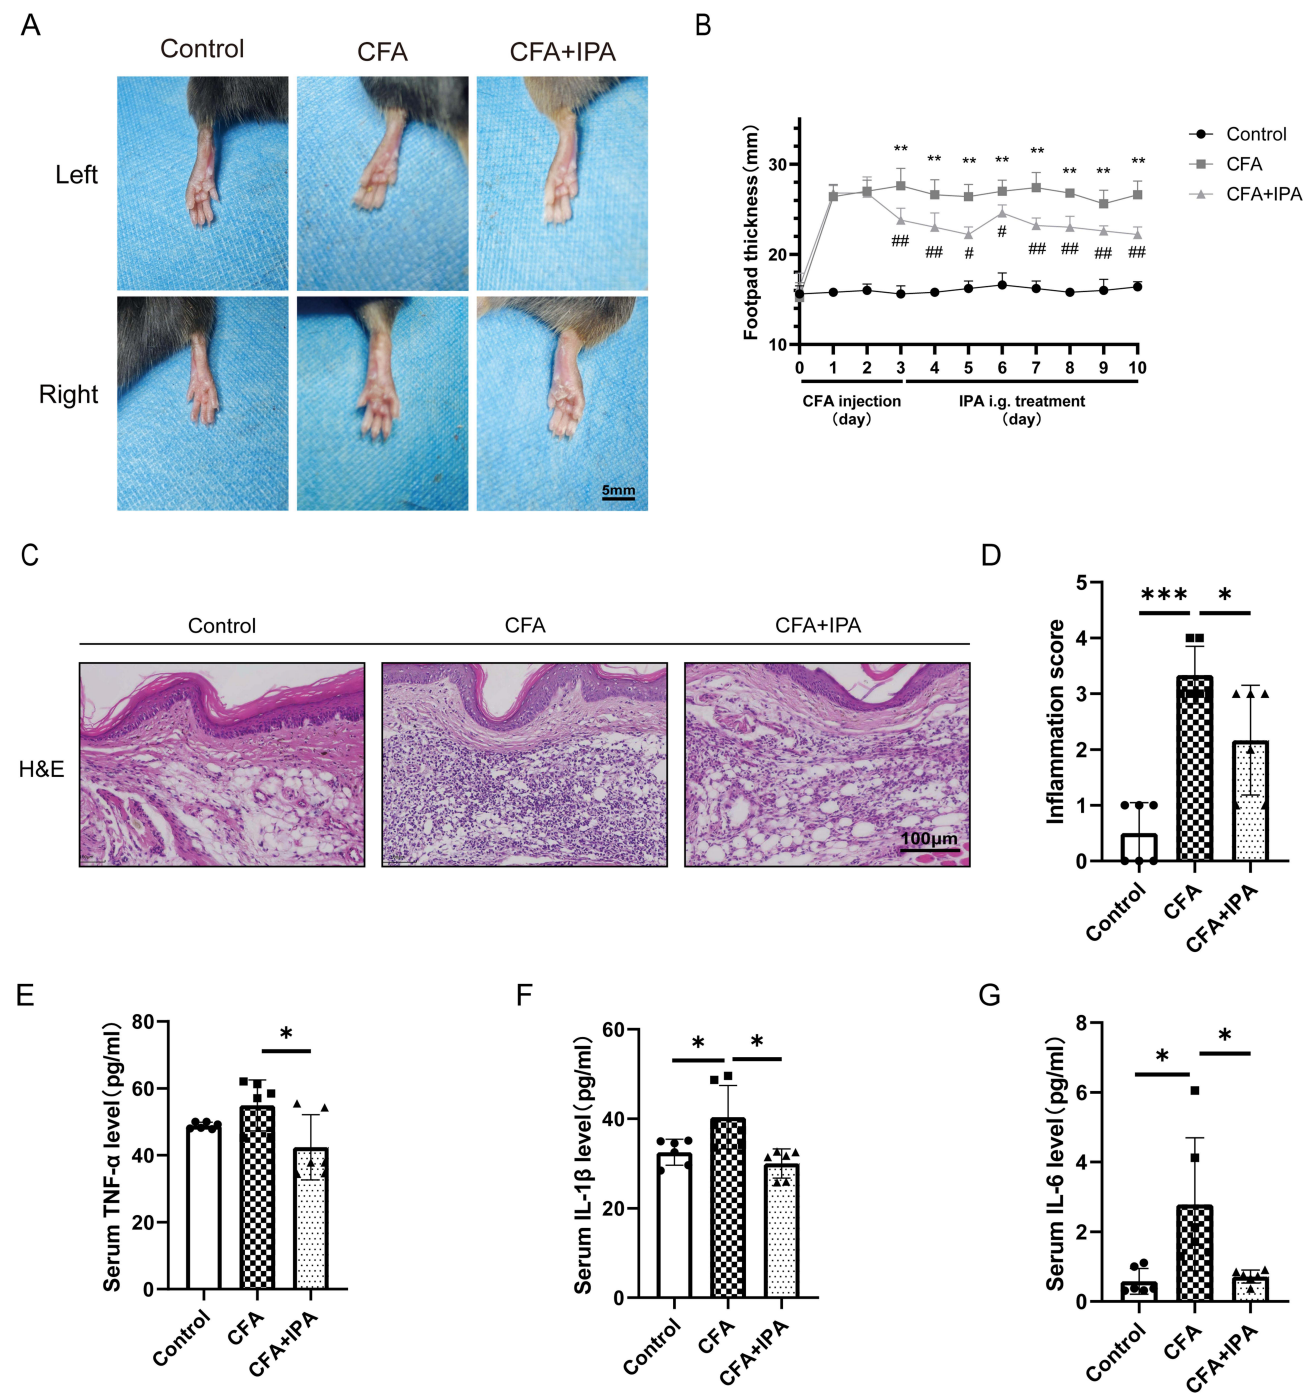 A
Control
CFA
CFA+IPA
Left
Right
5mm
B
Footpad thickness(mm)
30
20
10
** ** ** ** ** ** ** **
## ## # # ## ## ## ##
0 1 2 3 4 5 6 7 8 9 10
CFA injection
(day)
IPA i.g. treatment
(day)
Control
CFA
CFA+IPA
C
Control
CFA
CFA+IPA
H&E
100μm
D
Inflammation score
5
4
3
2
1
0
*** *
Control
CFA
CFA+IPA
E
Serum TNF-α level(pg/ml)
80
60
40
20
0
*
Control
CFA
CFA+IPA
F
Serum IL-1β level(pg/ml)
60
40
20
0
* *
Control
CFA
CFA+IPA
G
Serum IL-6 level(pg/ml)
8
6
4
2
0
* *
Control
CFA
CFA+IPA